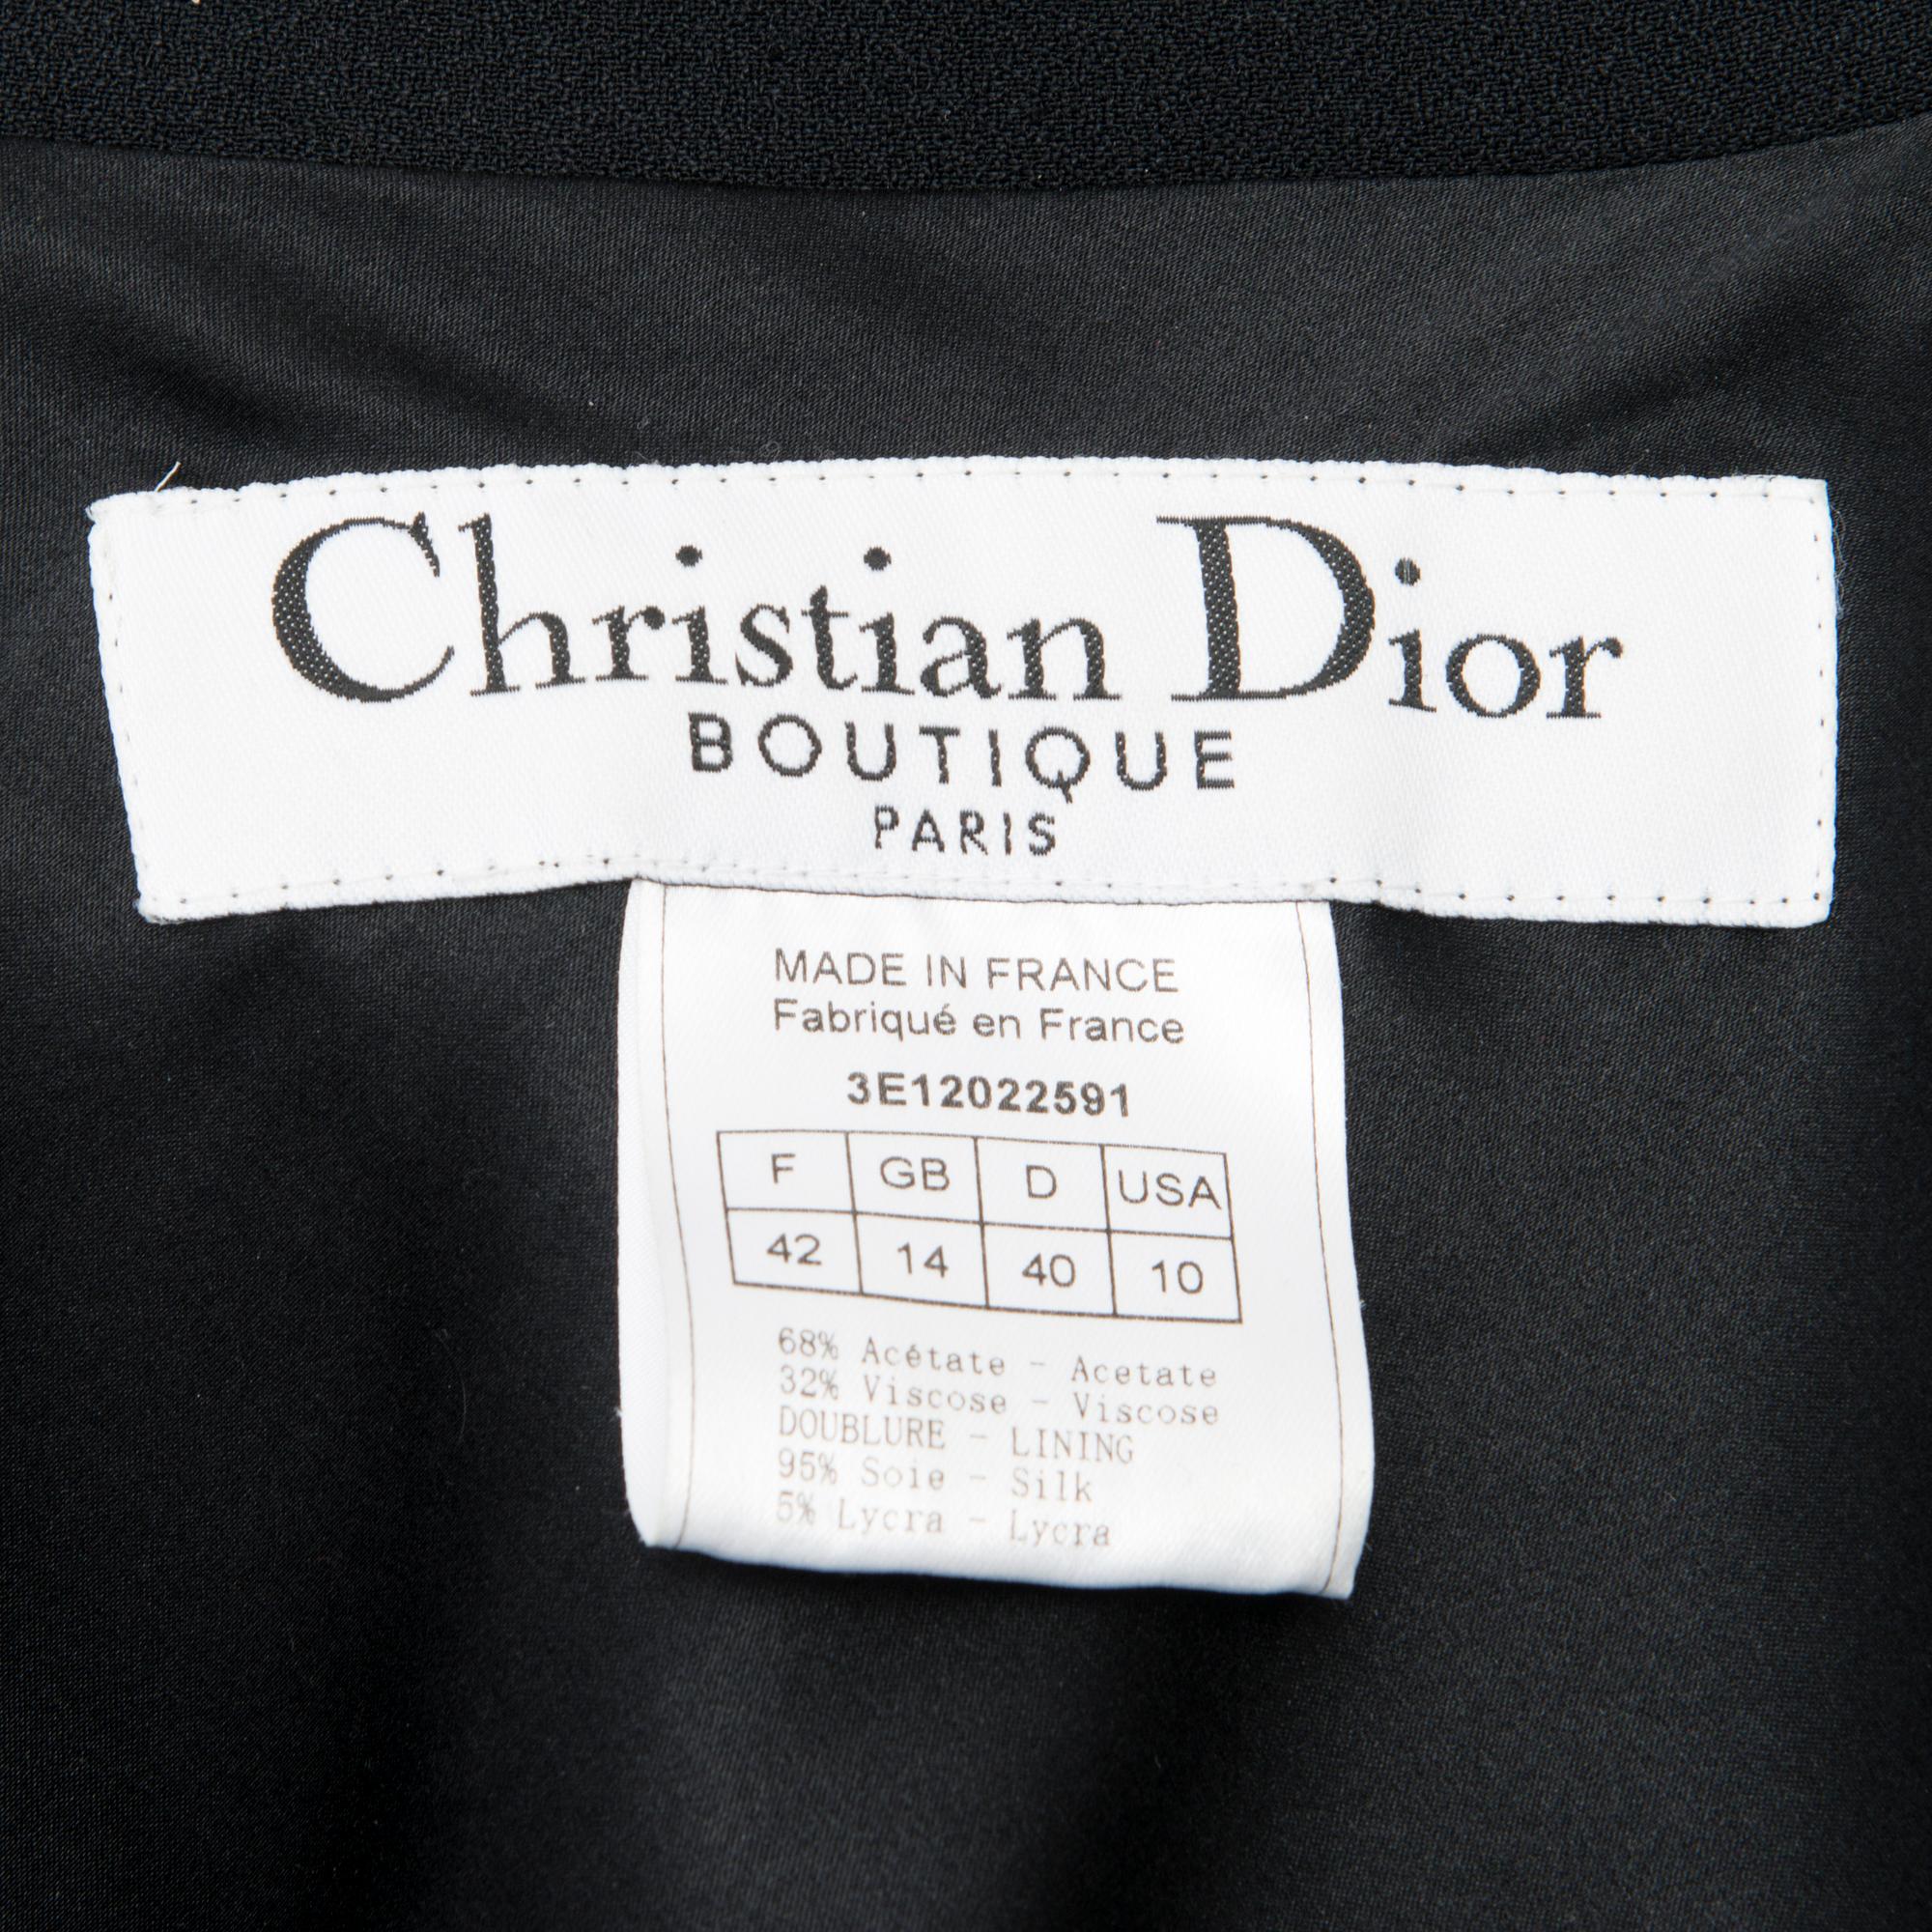 Christian Dior
BOUTIQUE
PARIS
MADE IN FRANCE
Fabriqué en France
3E12022591
F GB D USA
42 14 40 10
68% Acétate - Acetate
32% Viscose - Viscose
DOUBLURE - LINING
95% Soie - Silk
5% Lycra - Lycra